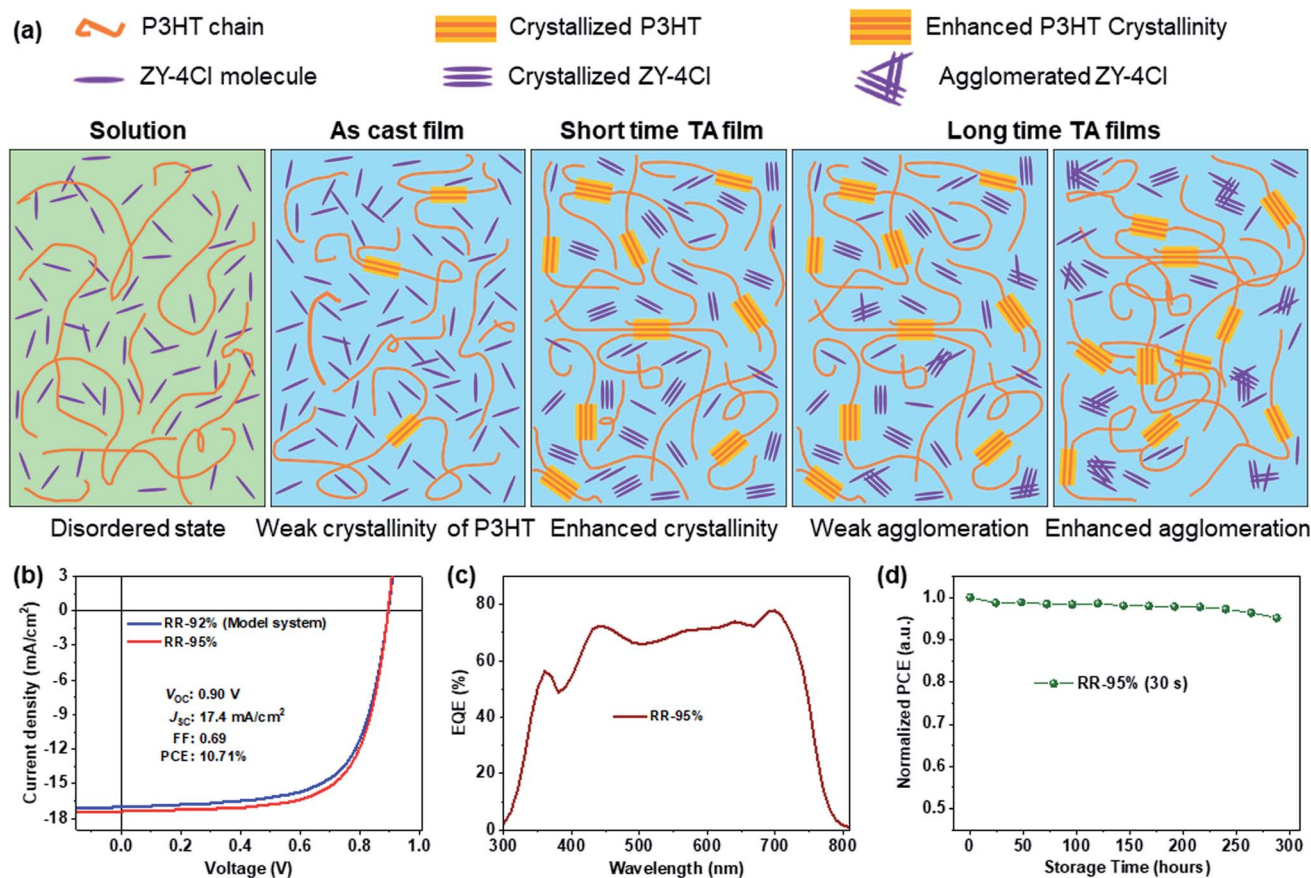 (a)
P3HT chain
Crystallized P3HT
Enhanced P3HT Crystallinity
ZY-4Cl molecule
Crystallized ZY-4Cl
Agglomerated ZY-4Cl
Solution
As cast film
Short time TA film
Long time TA films
Disordered state
Weak crystallinity of P3HT
Enhanced crystallinity
Weak agglomeration
Enhanced agglomeration
(b)
Current density (mA/cm²)
3
0
-3
-6
-9
-12
-15
-18
RR-92% (Model system)
RR-95%
V_OC: 0.90 V
J_SC: 17.4 mA/cm²
FF: 0.69
PCE: 10.71%
0.0 0.2 0.4 0.6 0.8 1.0
Voltage (V)
(c)
EQE (%)
80
60
40
20
0
RR-95%
300 400 500 600 700 800
Wavelength (nm)
(d)
Normalized PCE (a.u.)
1.0
0.9
0.8
0.7
0.6
0.5
RR-95% (30 s)
0 50 100 150 200 250 300
Storage Time (hours)